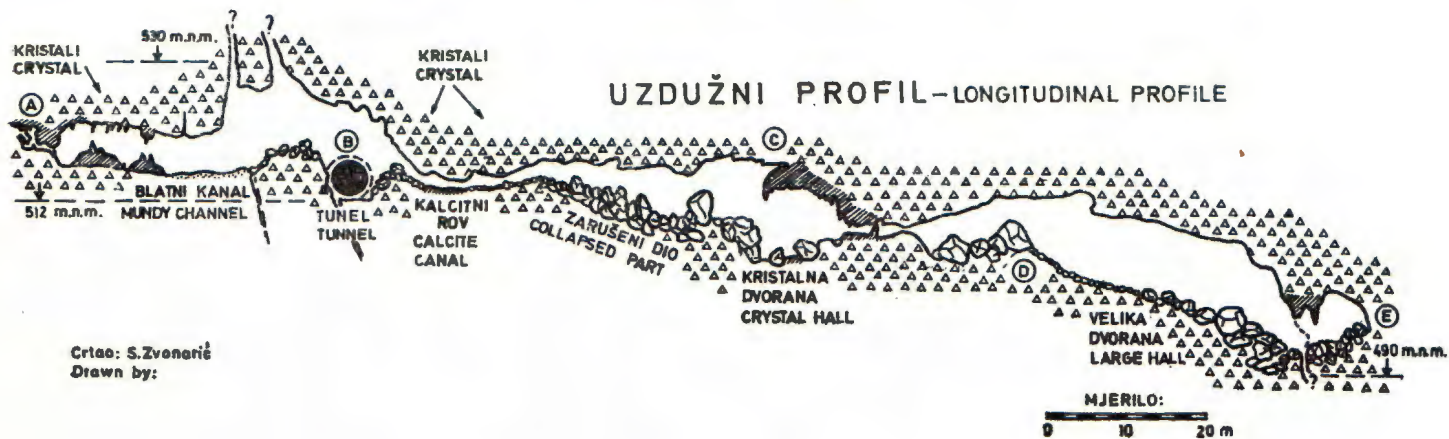 ?
?
530 m.n.m.
KRISTALI
CRYSTAL
KRISTALI
CRYSTAL
UZDUŽNI PROFIL – LONGITUDINAL PROFILE
A
B
C
BLATNI KANAL
512 m.n.m.
MUNDY CHANNEL
TUNEL
TUNNEL
KALCITNI
ROV
CALCITE
CANAL
ZARUŠENI DIO
COLLAPSED PART
KRISTALNA
DVORANA
CRYSTAL HALL
D
VELIKA
DVORANA
LARGE HALL
E
490 m.n.m.
?
Crtao: S.Zvonarić
Drawn by:
MJERILO:
0 10 20 m